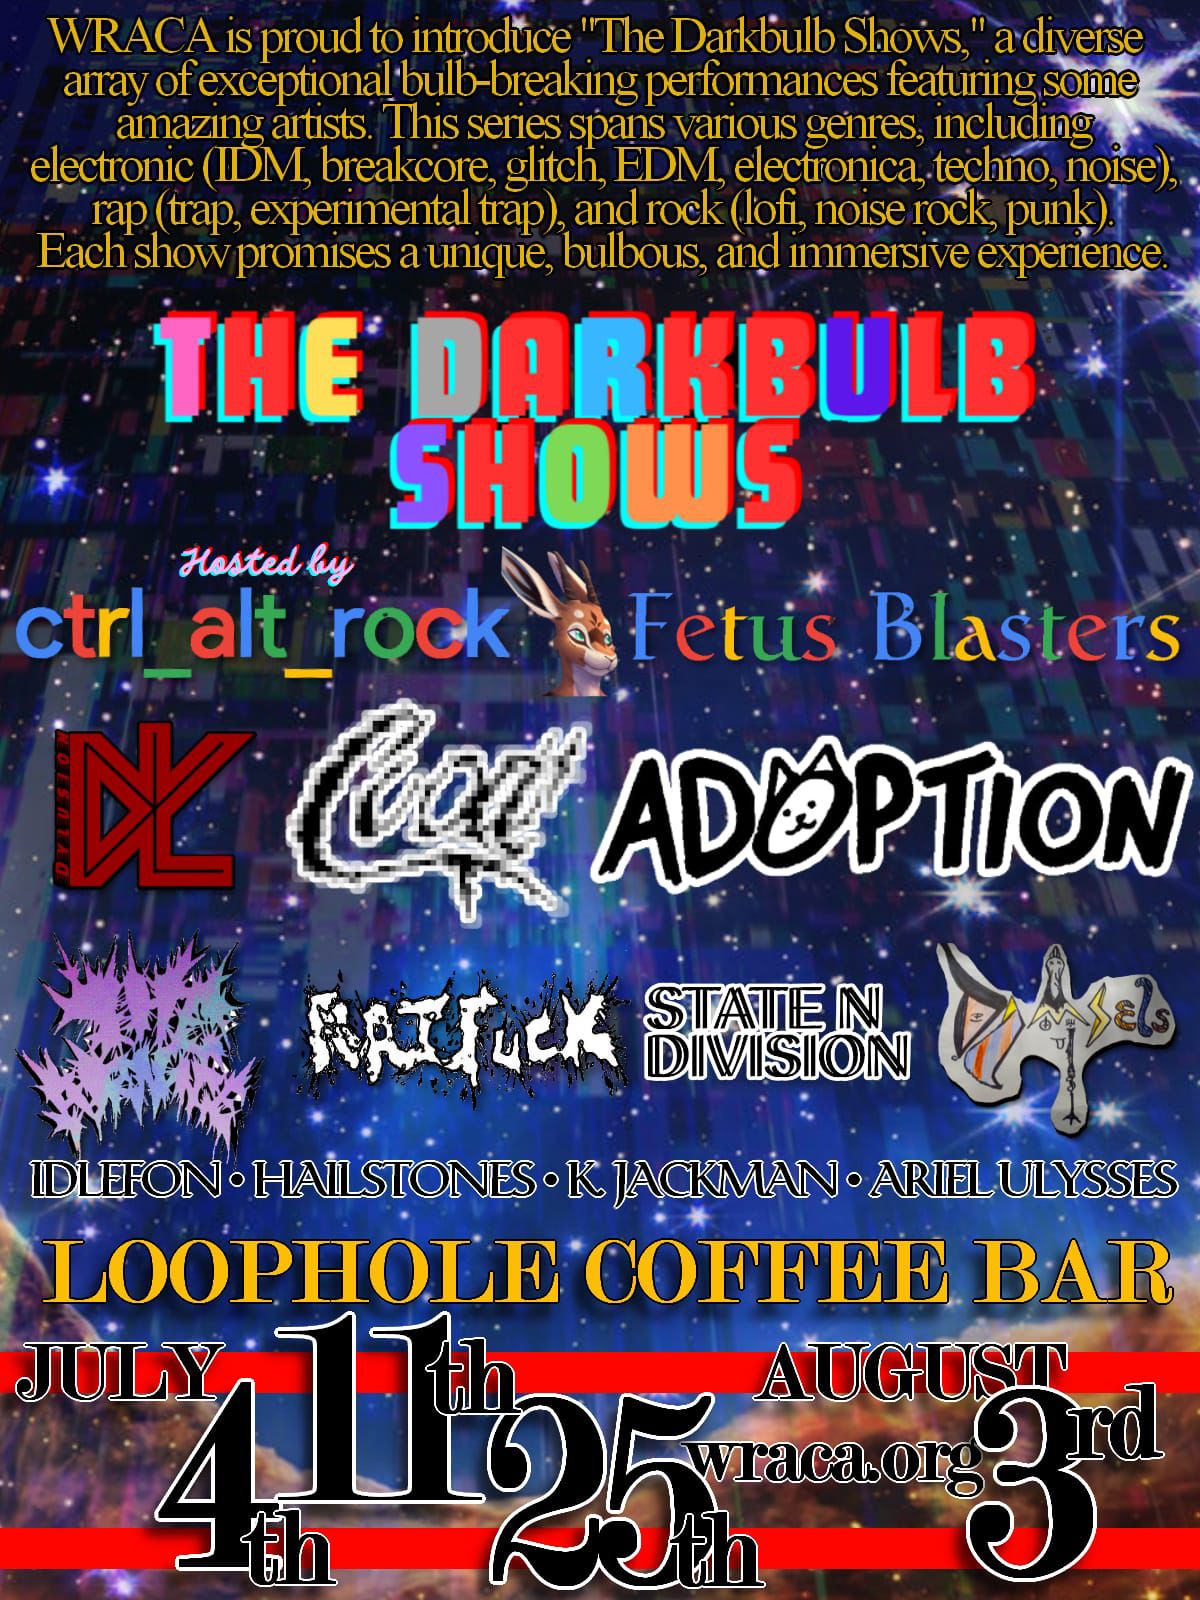 WRACA is proud to introduce "The Darkbulb Shows," a diverse
array of exceptional bulb-breaking performances featuring some
amazing artists. This series spans various genres, including
electronic (IDM, breakcore, glitch, EDM, electronica, techno, noise),
rap (trap, experimental trap), and rock (lofi, noise rock, punk).
Each show promises a unique, bulbous, and immersive experience.
THE DARKBULB
SHOWS
Hosted by
ctrl_alt_rock Fetus Blasters
ADOPTION
RATFUCK STATE N
DIVISION
DAMSELS
IDLEFON • HAILSTONES • K. JACKMAN • ARIEL ULYSSES
LOOPHOLE COFFEE BAR
JULY 4th 11th 25th AUGUST 3rd
wraca.org